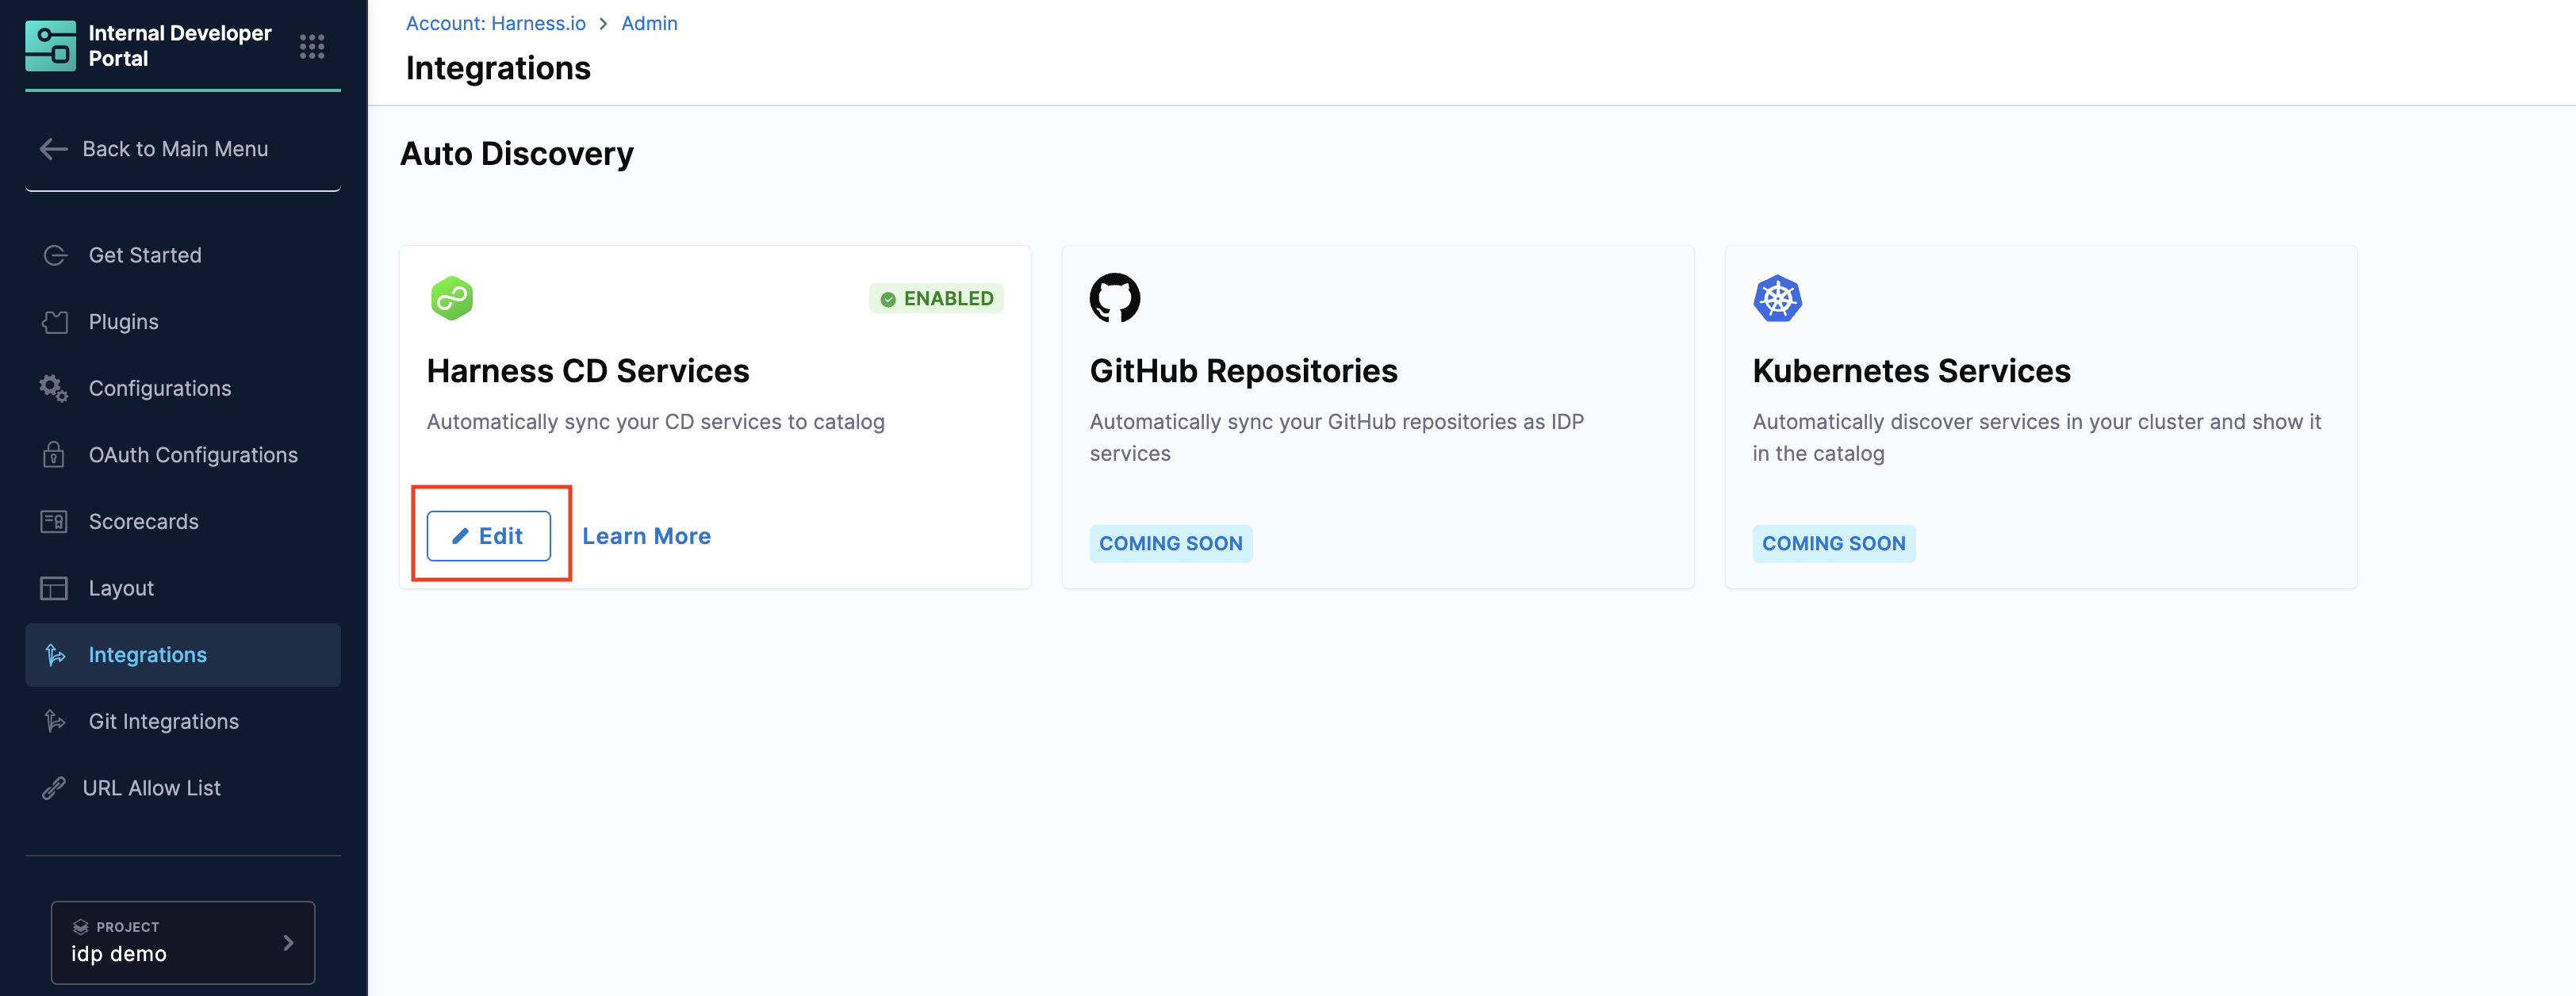 Internal Developer
Portal
Back to Main Menu
Get Started
Plugins
Configurations
OAuth Configurations
Scorecards
Layout
Integrations
Git Integrations
URL Allow List
PROJECT
idp demo
Account: Harness.io > Admin
Integrations
Auto Discovery
ENABLED
Harness CD Services
Automatically sync your CD services to catalog
Edit
Learn More
GitHub Repositories
Automatically sync your GitHub repositories as IDP
services
COMING SOON
Kubernetes Services
Automatically discover services in your cluster and show it
in the catalog
COMING SOON